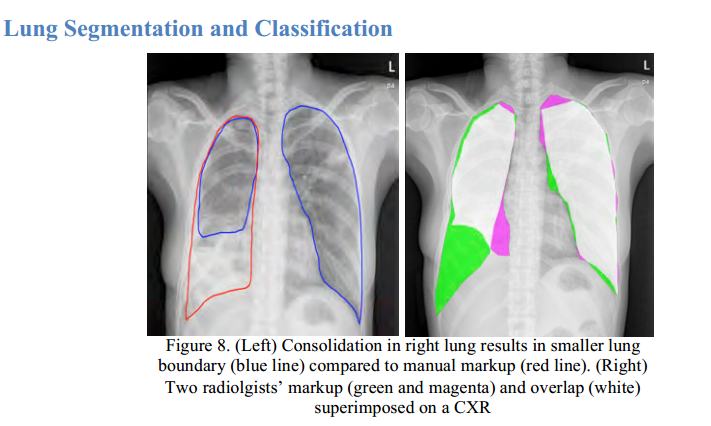 Lung Segmentation and Classification
L
L
Figure 8. (Left) Consolidation in right lung results in smaller lung
boundary (blue line) compared to manual markup (red line). (Right)
Two radiolgists’ markup (green and magenta) and overlap (white)
superimposed on a CXR